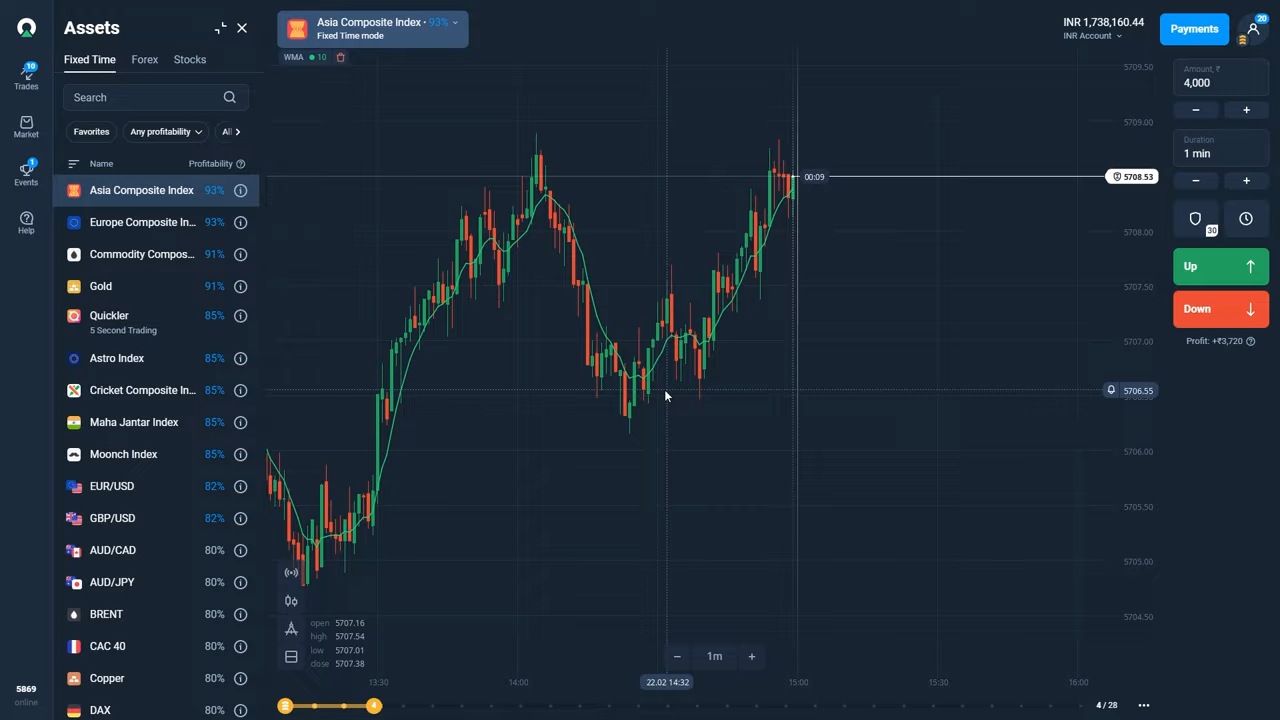 Assets
Asia Composite Index · 93%
Fixed Time mode
INR 1,738,160.44
INR Account
Payments
20
10
Trades
Market
1
Events
Help
5869
online
Fixed Time
Forex
Stocks
Search
Favorites
Any profitability
All
Name
Profitability
Asia Composite Index 93%
Europe Composite In... 93%
Commodity Compos... 91%
Gold 91%
Quickler 85%
5 Second Trading
Astro Index 85%
Cricket Composite In... 85%
Maha Jantar Index 85%
Moonch Index 85%
EUR/USD 82%
GBP/USD 82%
AUD/CAD 80%
AUD/JPY 80%
BRENT 80%
CAC 40 80%
Copper 80%
DAX 80%
WMA 10
00:09
5709.50
5709.00
5708.53
5708.00
5707.50
5707.00
5706.55
5706.00
5705.50
5705.00
5704.50
open 5707.16
high 5707.54
low 5707.01
close 5707.38
− 1m +
13:30
14:00
22.02 14:32
15:00
15:30
16:00
4
4 / 28
Amount, ₹
4,000
− +
Duration
1 min
− +
30
Up
Down
Profit: +₹3,720